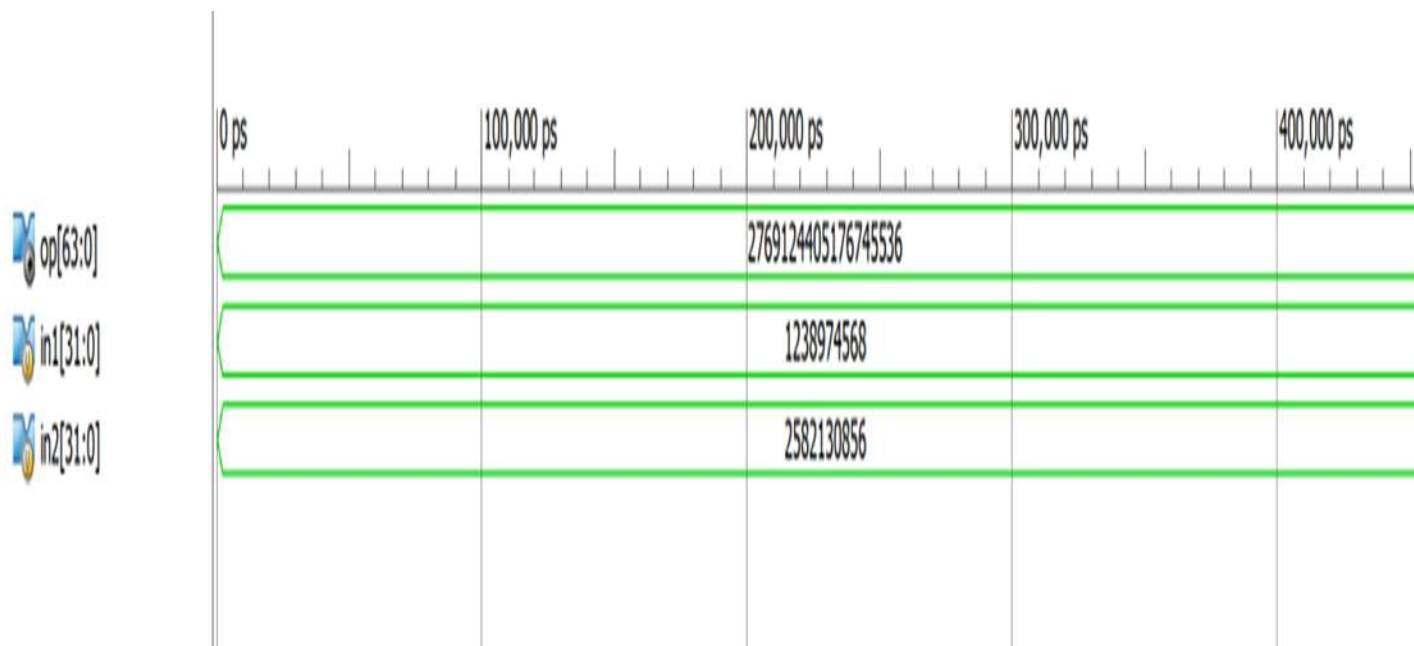 0 ps 100,000 ps 200,000 ps 300,000 ps 400,000 ps
op[63:0] 2769124405176745536
in1[31:0] 1238974568
in2[31:0] 2582130856